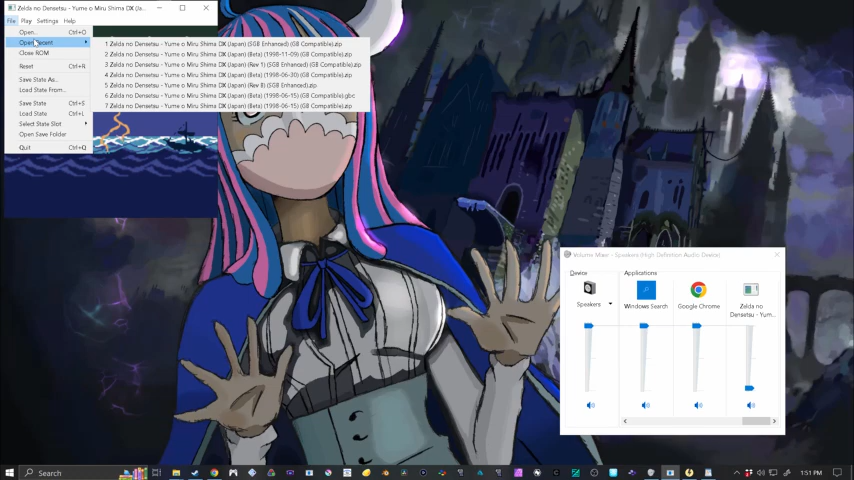 Zelda no Densetsu - Yume o Miru Shima DX (Ja...
File Play Settings Help
Open... Ctrl+O
Open Recent
Close ROM
Reset Ctrl+R
Save State As...
Load State From...
Save State Ctrl+S
Load State Ctrl+L
Select State Slot
Open Save Folder
Quit Ctrl+Q
1 Zelda no Densetsu - Yume o Miru Shima DX (Japan) (SGB Enhanced) (GB Compatible).zip
2 Zelda no Densetsu - Yume o Miru Shima DX (Japan) (Beta) (1998-11-09) (GB Compatible).zip
3 Zelda no Densetsu - Yume o Miru Shima DX (Japan) (Rev 1) (SGB Enhanced) (GB Compatible).zip
4 Zelda no Densetsu - Yume o Miru Shima DX (Japan) (Beta) (1998-06-30) (GB Compatible).zip
5 Zelda no Densetsu - Yume o Miru Shima DX (Japan) (Rev B) (SGB Enhanced).zip
6 Zelda no Densetsu - Yume o Miru Shima DX (Japan) (Beta) (1998-06-15) (GB Compatible).gbc
7 Zelda no Densetsu - Yume o Miru Shima DX (Japan) (Beta) (1998-06-15) (GB Compatible).zip
Volume Mixer - Speakers (High Definition Audio Device)
Device
Applications
Speakers
Windows Search
Google Chrome
Zelda no
Densetsu - Yum...
Search
1:51 PM